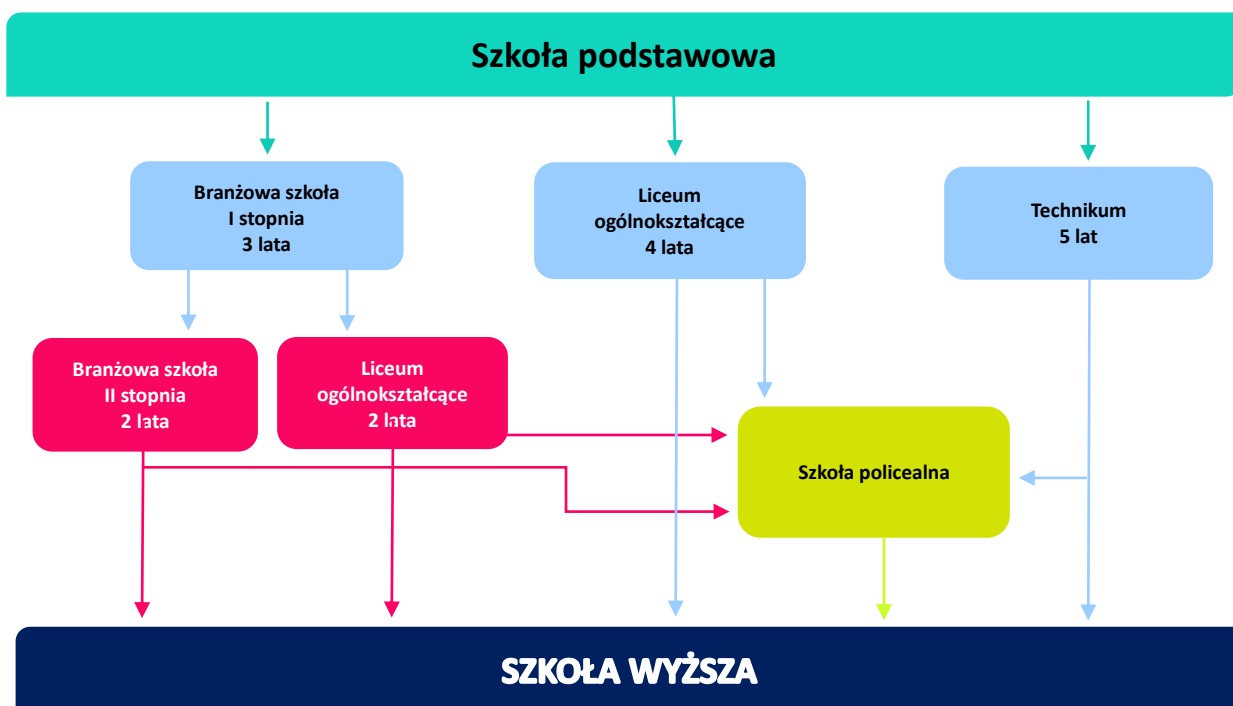 Szkoła podstawowa
Branżowa szkoła
I stopnia
3 lata
Liceum
ogólnokształcące
4 lata
Technikum
5 lat
Branżowa szkoła
II stopnia
2 lata
Liceum
ogólnokształcące
2 lata
Szkoła policealna
SZKOŁA WYŻSZA